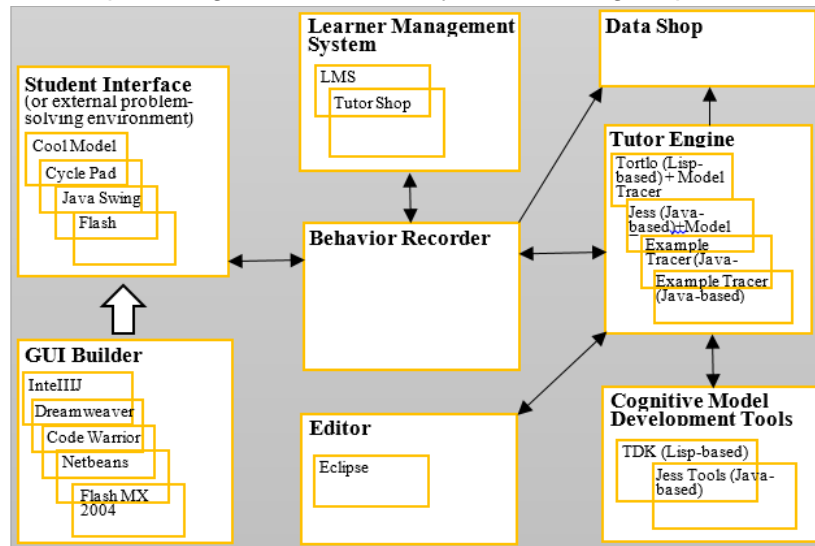 Learner Management
System
LMS
Tutor Shop
Data Shop
Student Interface
(or external problem-
solving environment)
Cool Model
Cycle Pad
Java Swing
Flash
Tutor Engine
Tortlo (Lisp-
based) + Model
Tracer
Jess (Java-
based)+Model
Example
Tracer (Java-
Example Tracer
(Java-based)
Behavior Recorder
GUI Builder
InteIIIJ
Dreamweaver
Code Warrior
Netbeans
Flash MX
2004
Editor
Eclipse
Cognitive Model
Development Tools
TDK (Lisp-based)
Jess Tools (Java-
based)